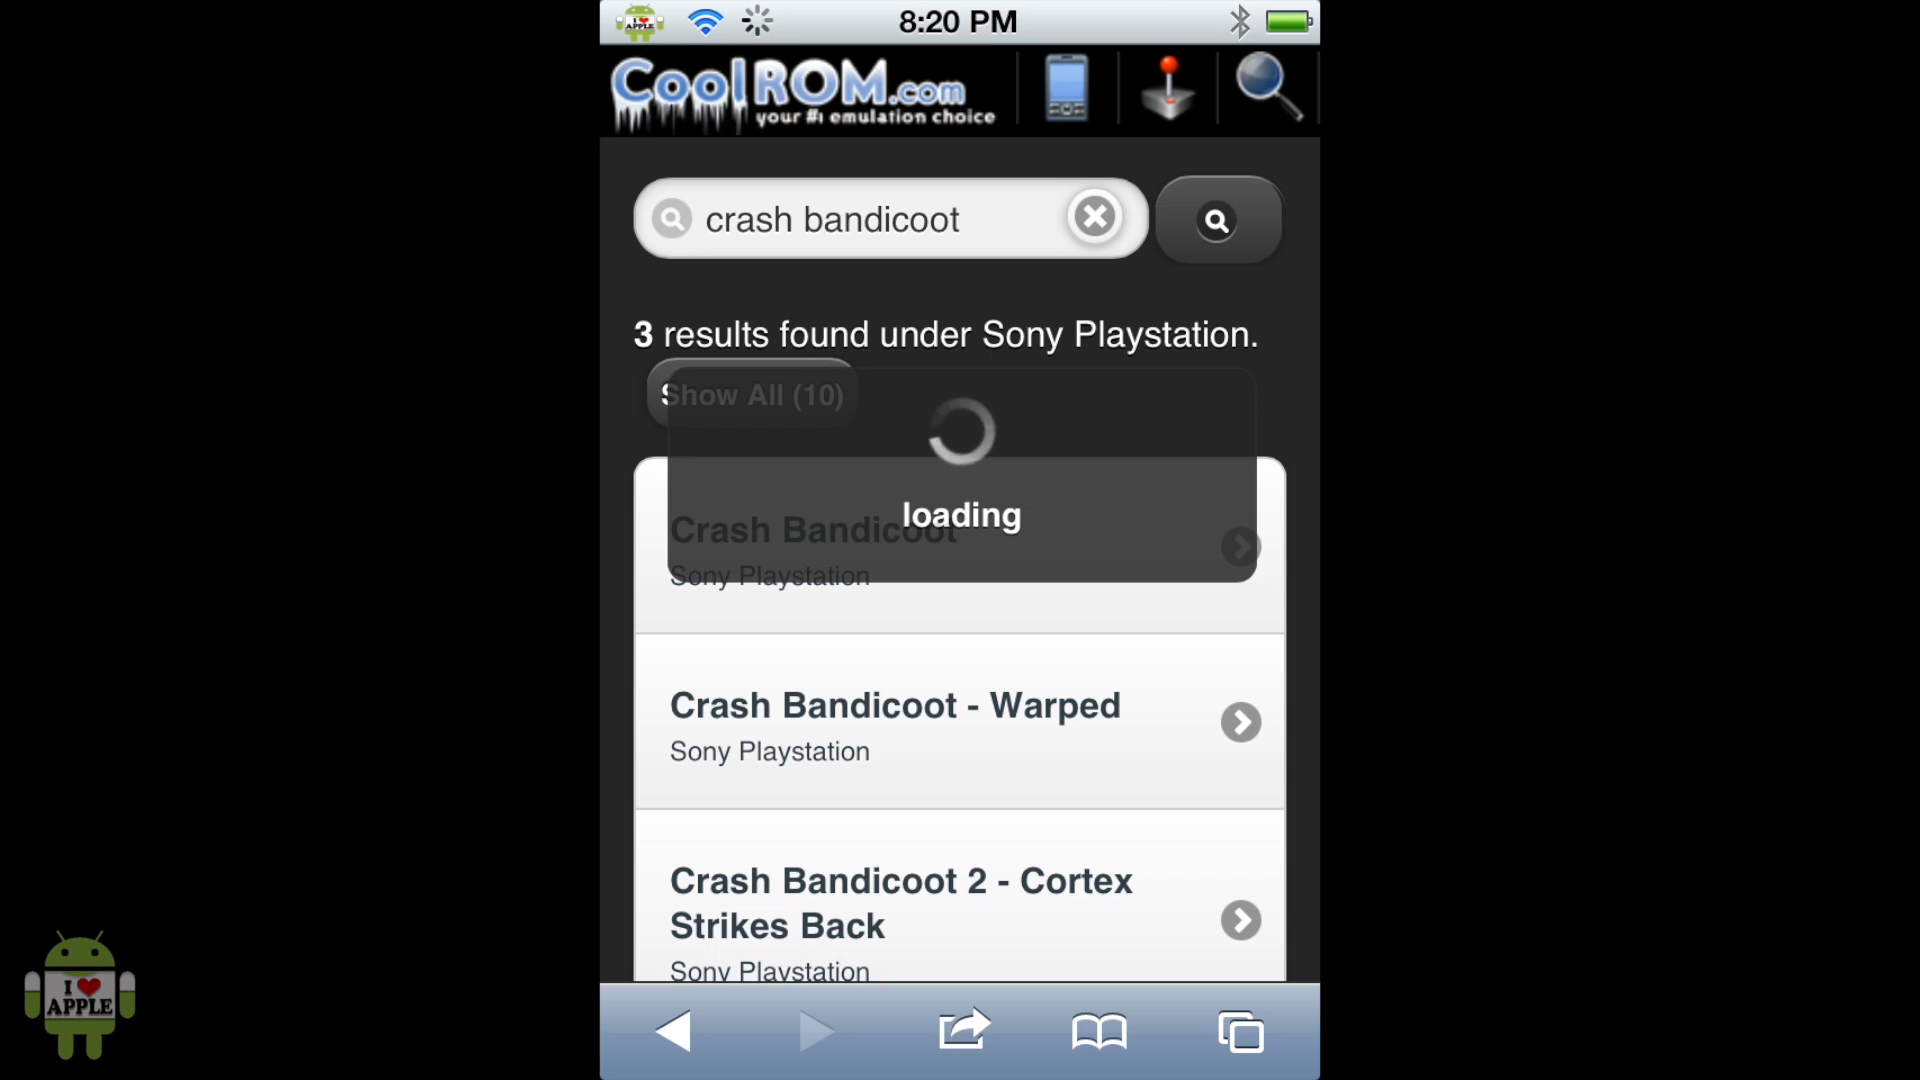 I APPLE
8:20 PM
CoolROM.com
your #1 emulation choice
crash bandicoot
3 results found under Sony Playstation.
Show All (10)
loading
Crash Bandicoot
Sony Playstation
Crash Bandicoot - Warped
Sony Playstation
Crash Bandicoot 2 - Cortex
Strikes Back
Sony Playstation
I
APPLE